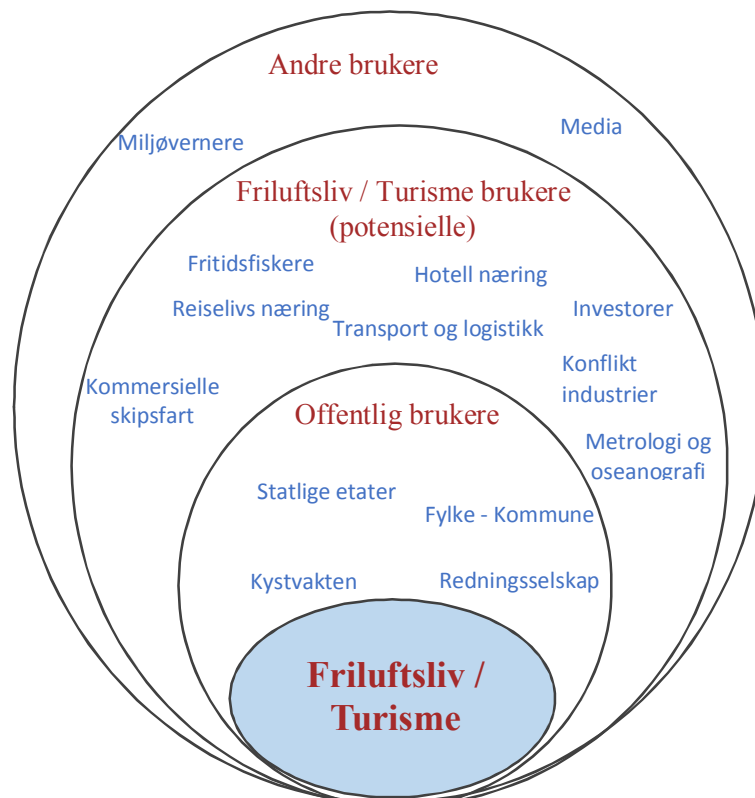 Andre brukere
Media
Miljøvernere
Friluftsliv / Turisme brukere
(potensielle)
Fritidsfiskere
Hotell næring
Reiselivs næring
Investorer
Transport og logistikk
Konflikt
industrier
Kommersielle
skipsfart
Offentlig brukere
Metrologi og
oseanografi
Statlige etater
Fylke - Kommune
Kystvakten
Redningsselskap
Friluftsliv /
Turisme